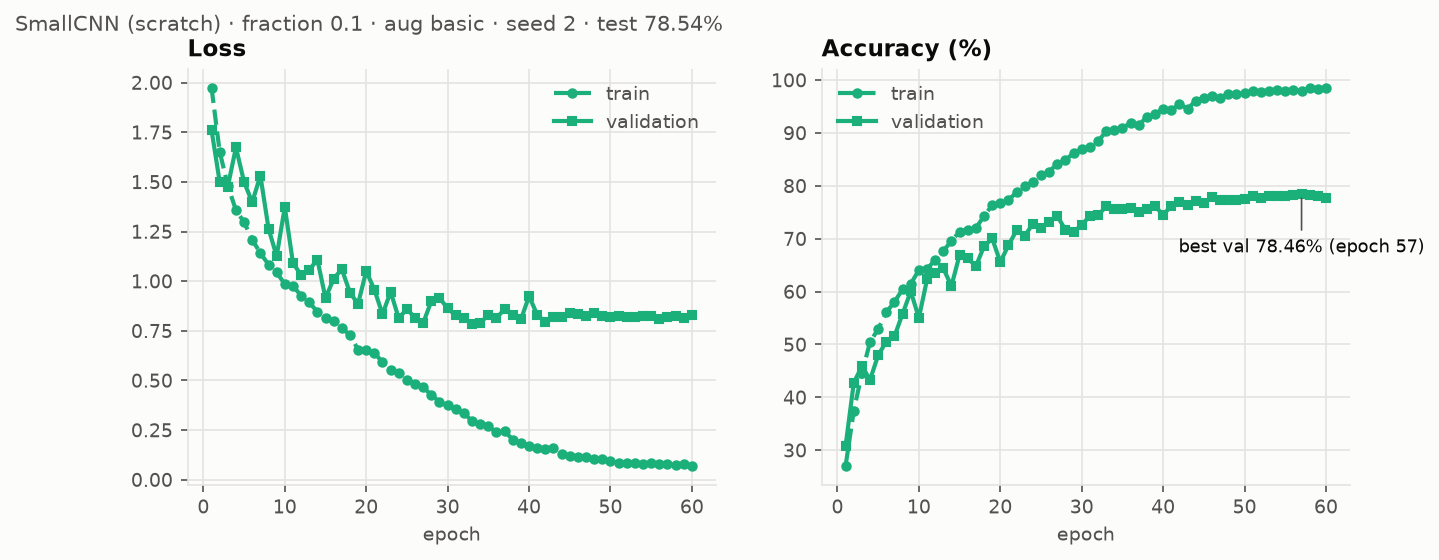 SmallCNN (scratch) · fraction 0.1 · aug basic · seed 2 · test 78.54%
Loss
2.00
1.75
1.50
1.25
1.00
0.75
0.50
0.25
0.00
0 10 20 30 40 50 60
epoch
train
validation
Accuracy (%)
100
90
80
70
60
50
40
30
0 10 20 30 40 50 60
epoch
train
validation
best val 78.46% (epoch 57)